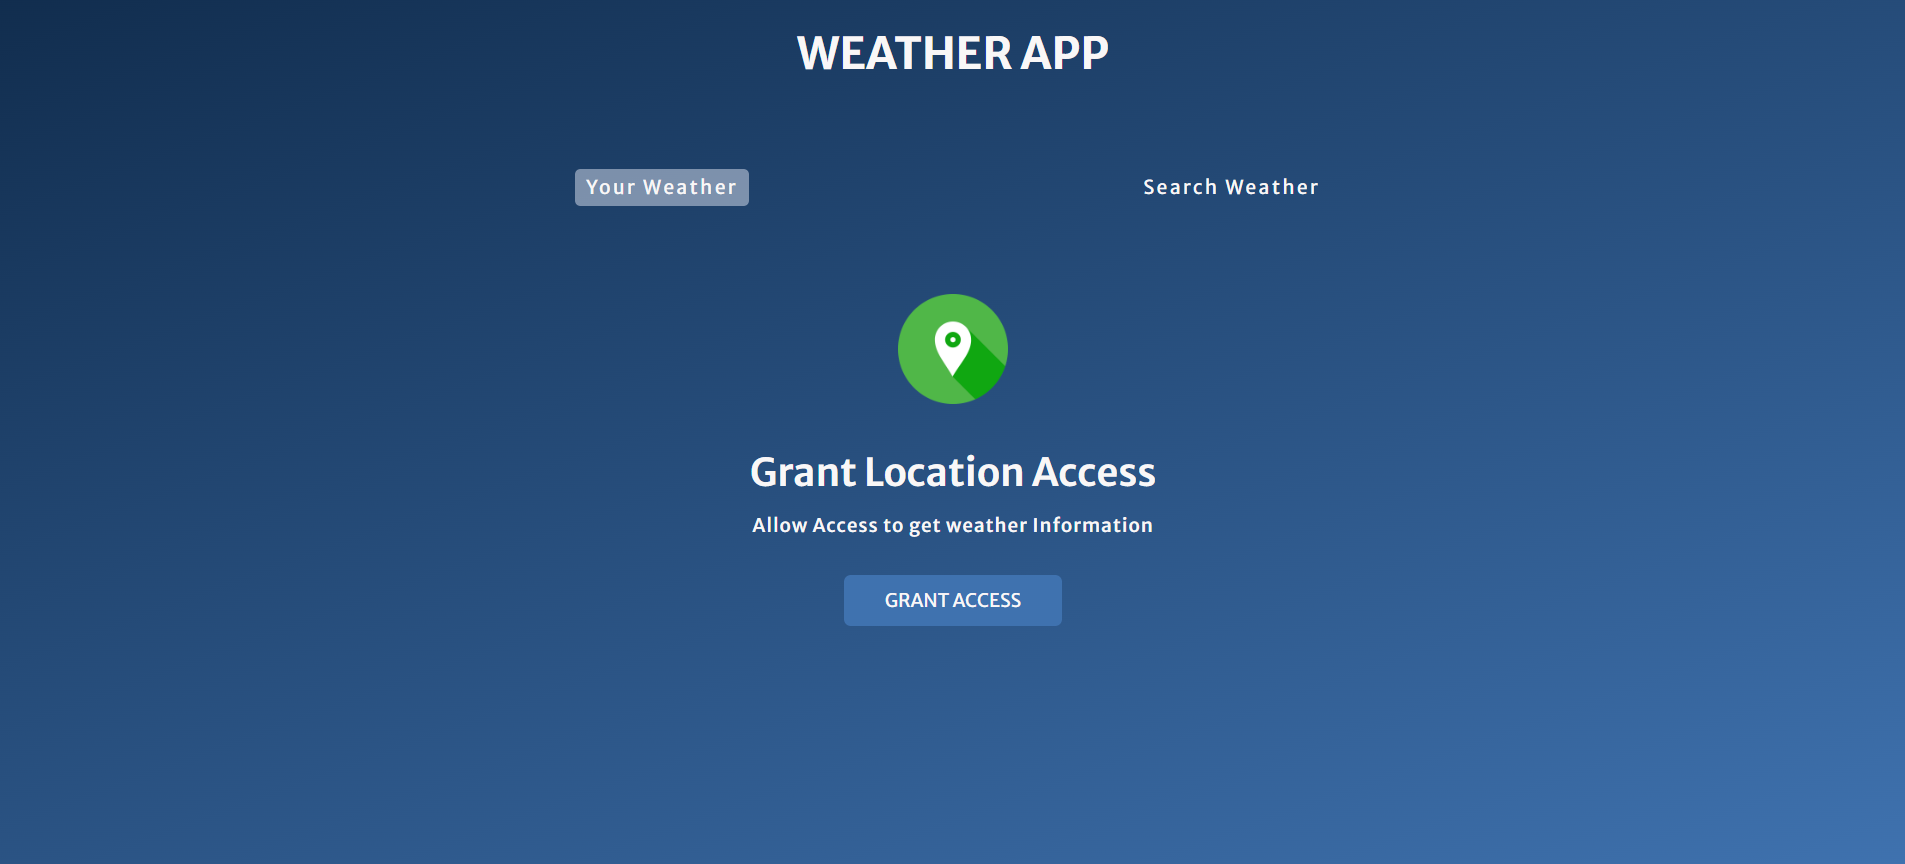 WEATHER APP
Your Weather
Search Weather
Grant Location Access
Allow Access to get weather Information
GRANT ACCESS